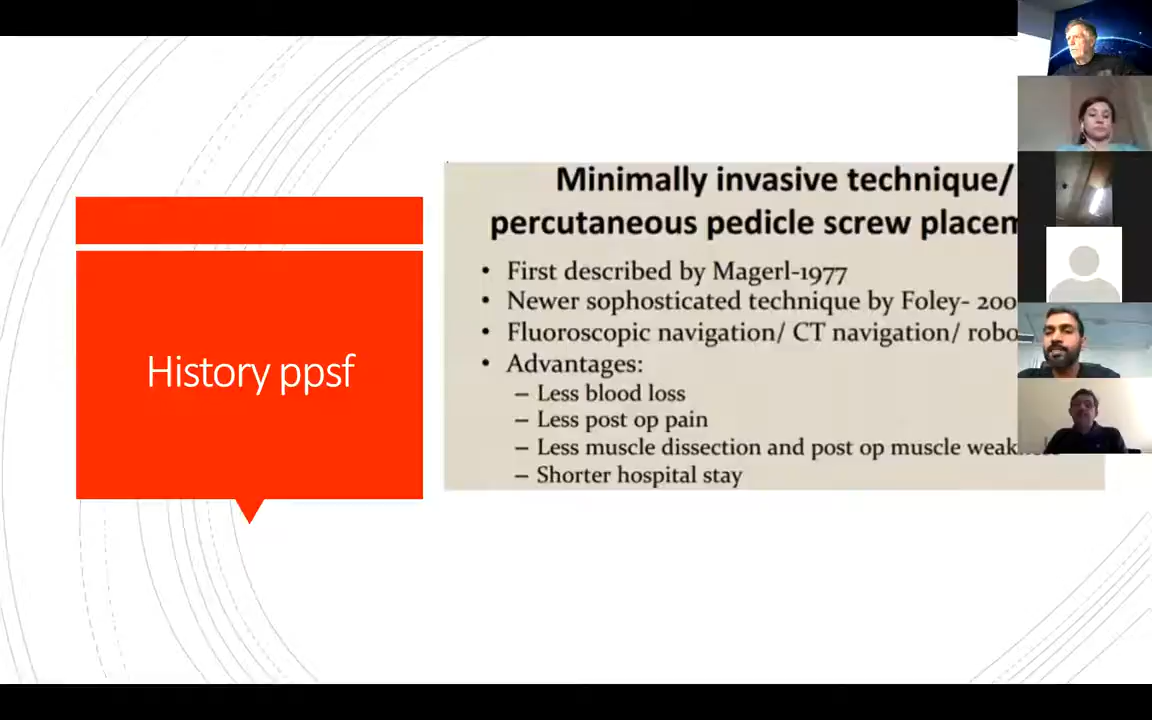 History ppsf
Minimally invasive technique/
percutaneous pedicle screw placem
• First described by Magerl-1977
• Newer sophosticated technique by Foley- 200
• Fluoroscopic navigation/ CT navigation/ robo
• Advantages:
– Less blood loss
– Less post op pain
– Less muscle dissection and post op muscle weak
– Shorter hospital stay